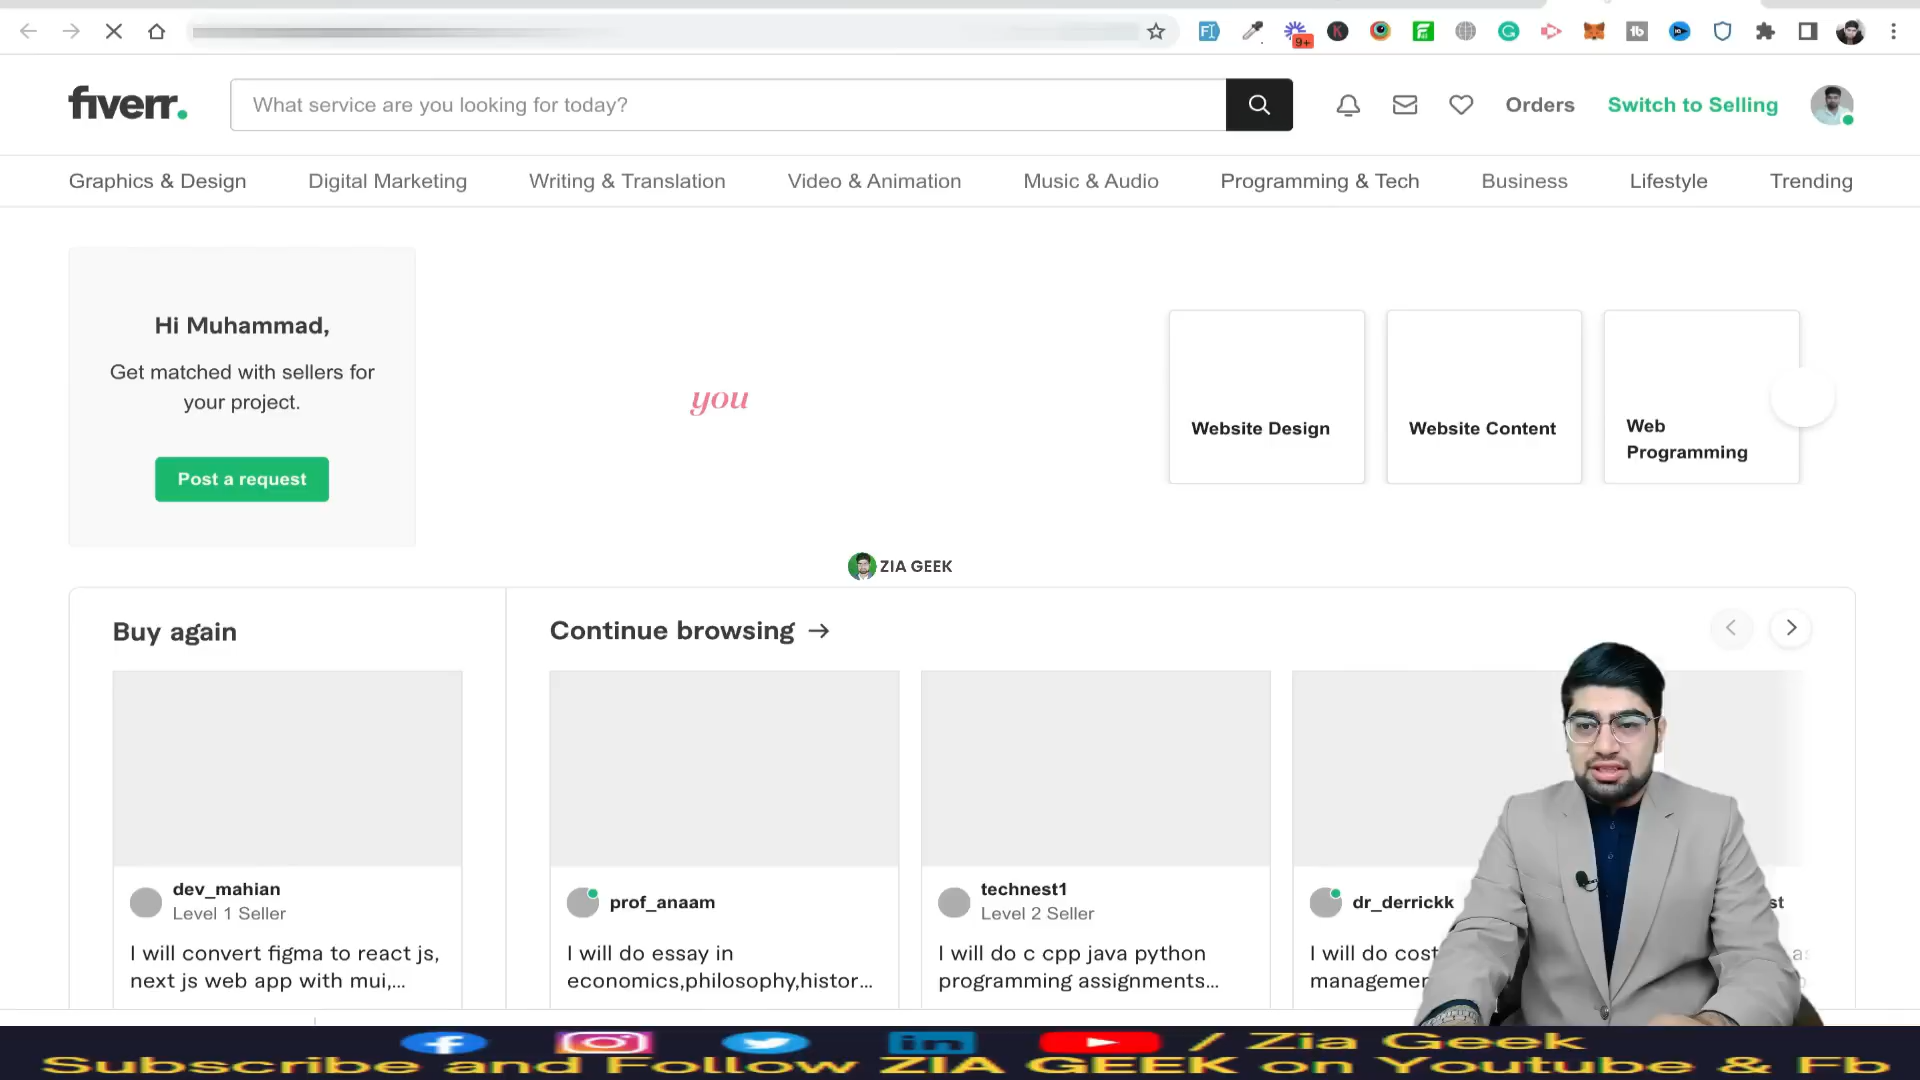 9+
fiverr.
What service are you looking for today?
Orders
Switch to Selling
Graphics & Design
Digital Marketing
Writing & Translation
Video & Animation
Music & Audio
Programming & Tech
Business
Lifestyle
Trending
Hi Muhammad,
Get matched with sellers for
your project.
Post a request
you
Website Design
Website Content
Web
Programming
ZIA GEEK
Buy again
Continue browsing →
dev_mahian
Level 1 Seller
I will convert figma to react js,
next js web app with mui,...
prof_anaam
I will do essay in
economics,philosophy,histor...
technest1
Level 2 Seller
I will do c cpp java python
programming assignments...
dr_derrickk
I will do cost
managemen
st
/ Zia Geek
Subscribe and Follow ZIA GEEK on Youtube & Fb